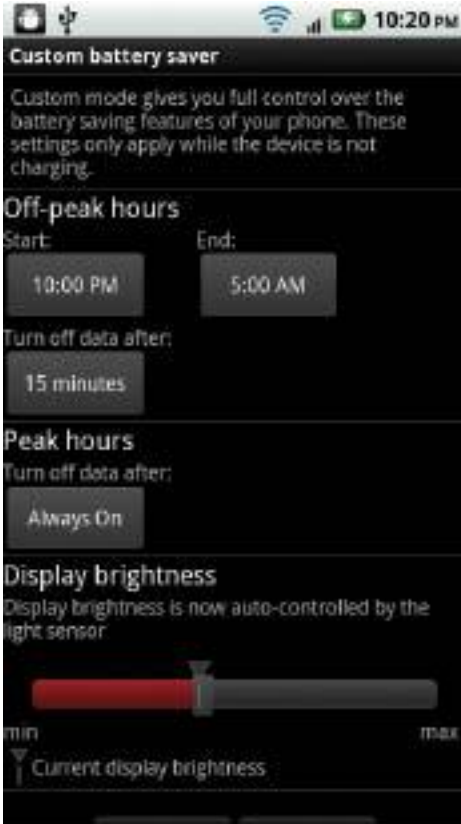 10:20 PM
Custom battery saver
Custom mode gives you full control over the
battery saving features of your phone. These
settings only apply while the device is not
charging.
Off-peak hours
Start: End:
10:00 PM 5:00 AM
Turn off data after:
15 minutes
Peak hours
Turn off data after:
Always On
Display brightness
Display brightness is now auto-controlled by the
light sensor
min max
Current display brightness